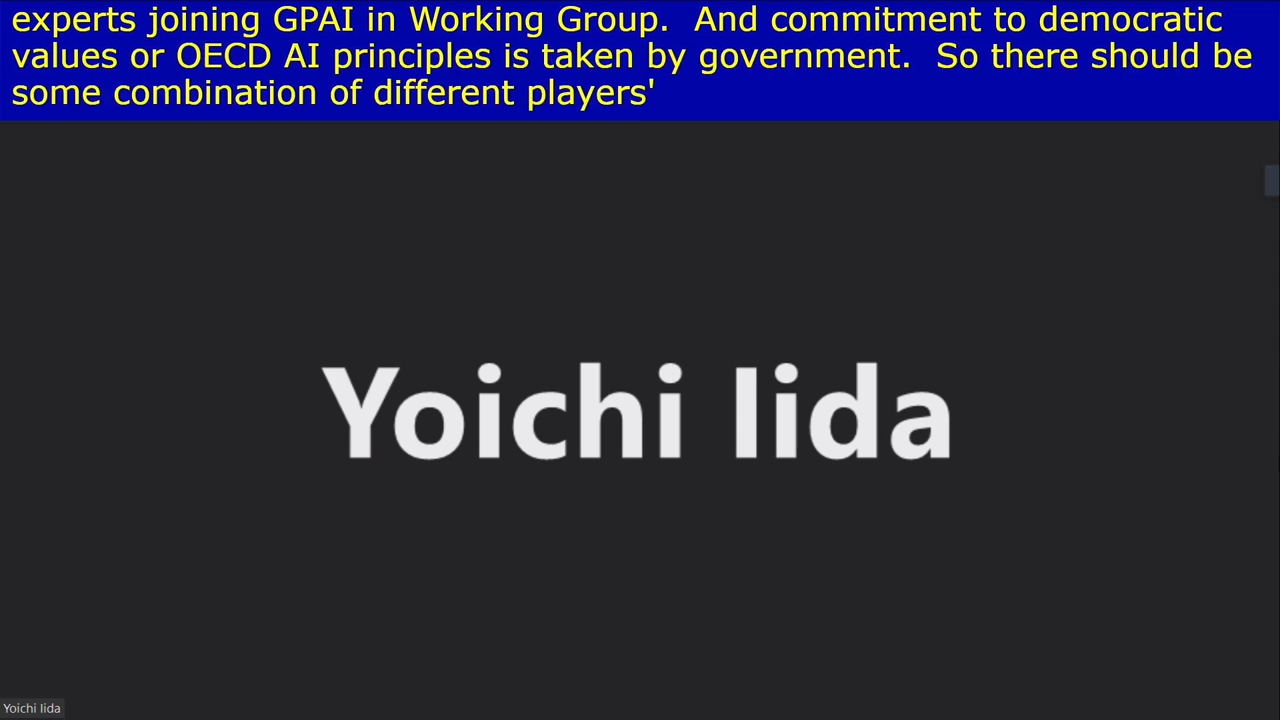 experts joining GPAI in Working Group.  And commitment to democratic
values or OECD AI principles is taken by government.  So there should be
some combination of different players'
Yoichi Iida
Yoichi Iida